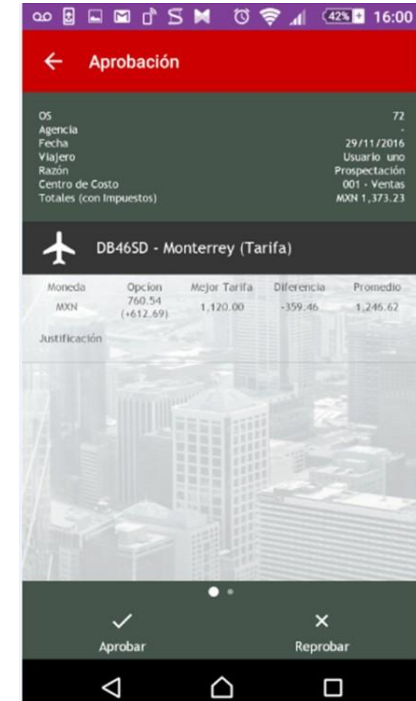 42% 16:00
Aprobación
OS 72
Agencia -
Fecha 29/11/2016
Viajero Usuario uno
Razón Prospectación
Centro de Costo 001 - Ventas
Totales (con Impuestos) MXN 1,373.23
DB46SD - Monterrey (Tarifa)
Moneda Opcion Mejor Tarifa Diferencia Promedio
MXN 760.54 (+612.69) 1,120.00 -359.46 1,246.62
Justificación
Aprobar Reprobar